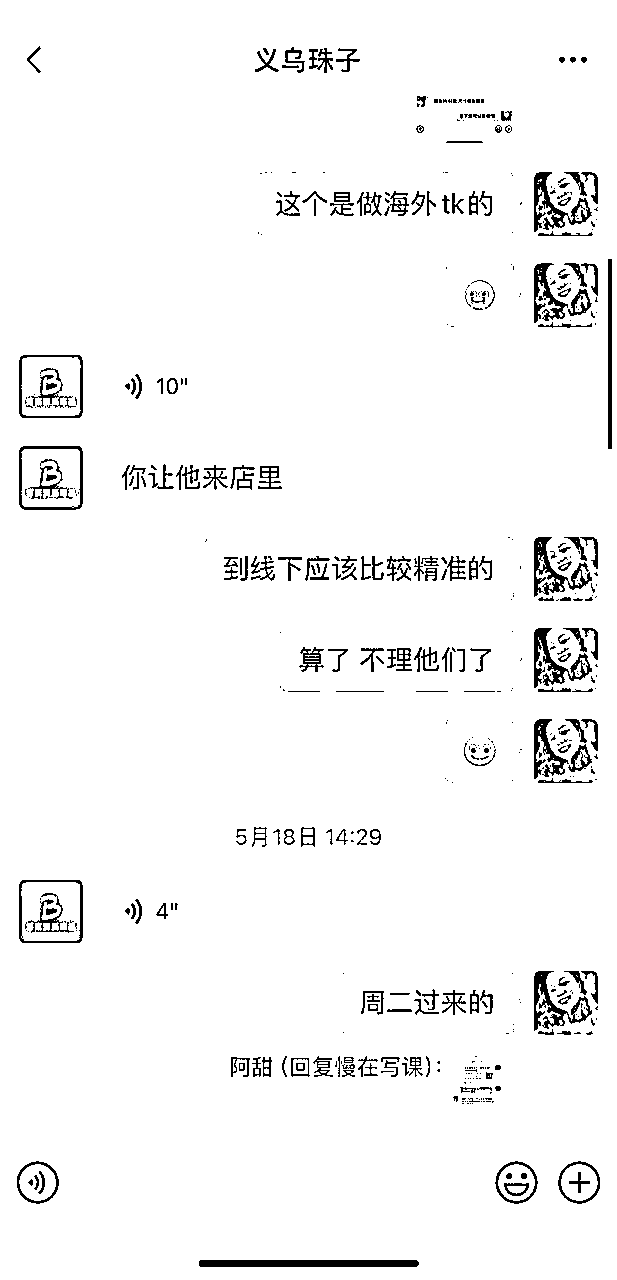 义乌珠子
这个是做海外tk的
10"
你让他来店里
到线下应该比较精准的
算了 不理他们了
5月18日 14:29
4"
周二过来的
阿甜 (回复慢在写课):